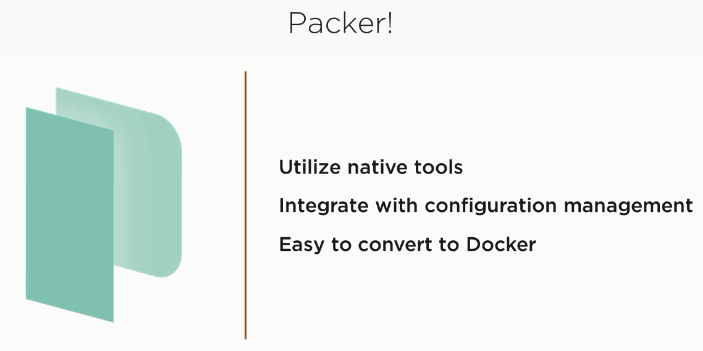 Packer!
Utilize native tools
Integrate with configuration management
Easy to convert to Docker